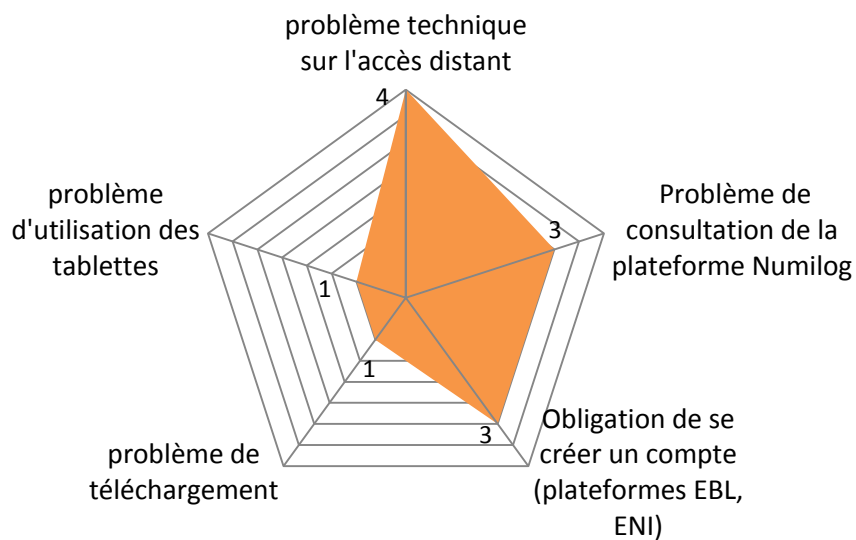 problème technique
sur l'accès distant
4
problème
d'utilisation des
tablettes
Problème de
consultation de la
plateforme Numilog
3
1
1
3
Obligation de se
créer un compte
(plateformes EBL,
ENI)
problème de
téléchargement